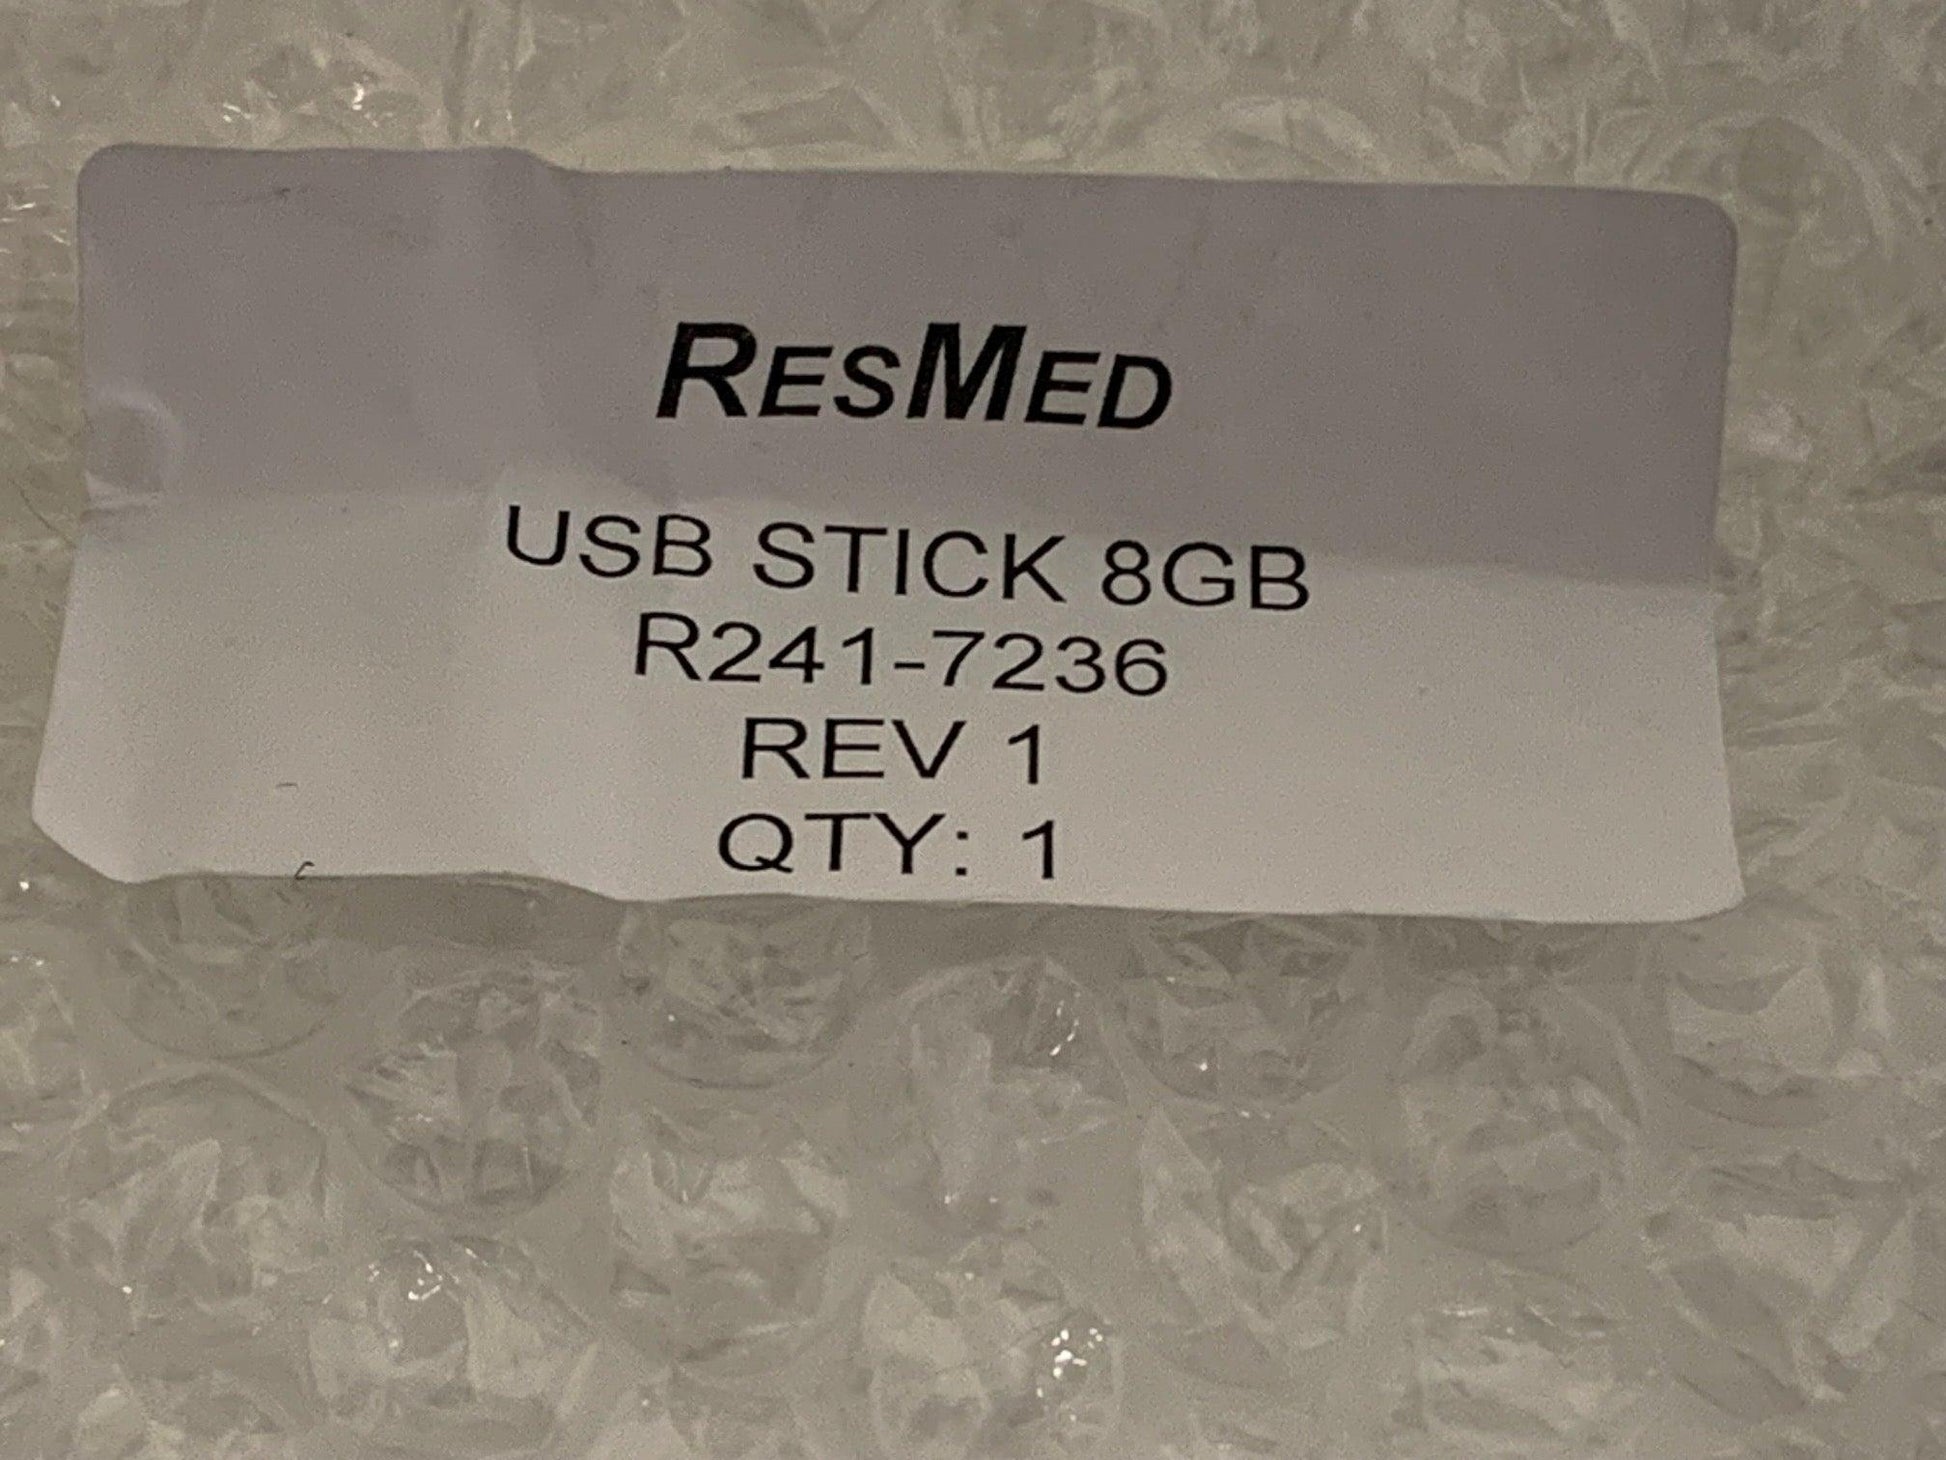 RESMED
USB STICK 8GB
R241-7236
REV 1
QTY: 1